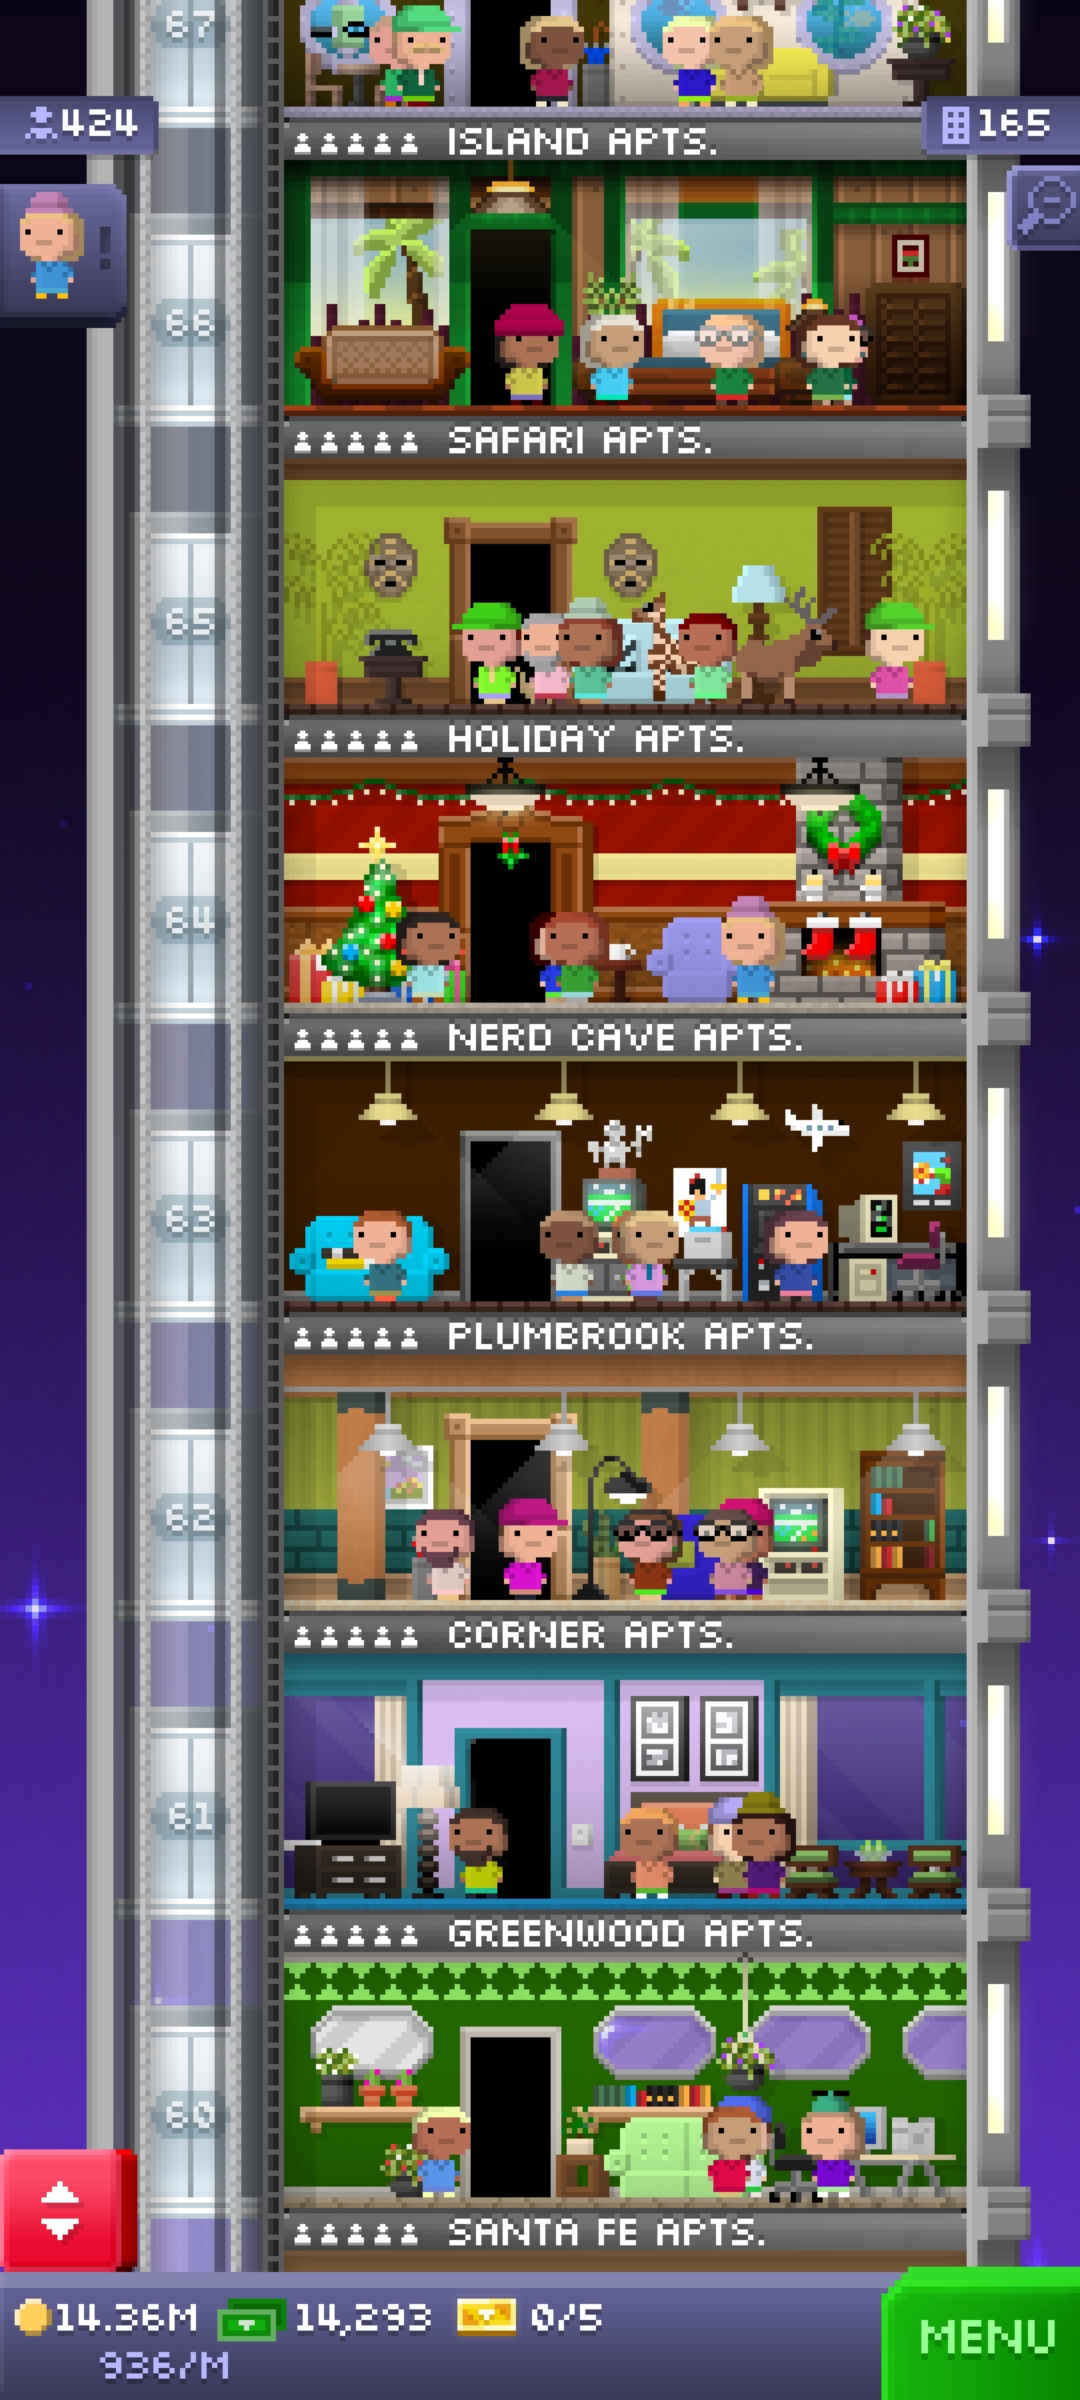 67
424
165
ISLAND APTS.
!
66
SAFARI APTS.
65
HOLIDAY APTS.
64
NERD CAVE APTS.
63
PLUMBROOK APTS.
62
CORNER APTS.
61
GREENWOOD APTS.
60
SANTA FE APTS.
14.36M 14,293 0/5
936/M
MENU